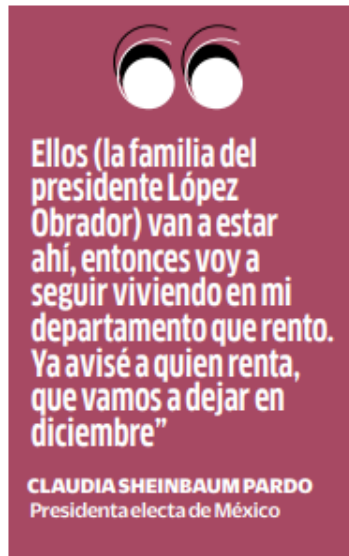 Ellos (la familia del
presidente López
Obrador) van a estar
ahí, entonces voy a
seguir viviendo en mi
departamento que rento.
Ya avisé a quien renta,
que vamos a dejar en
diciembre”
CLAUDIA SHEINBAUM PARDO
Presidenta electa de México